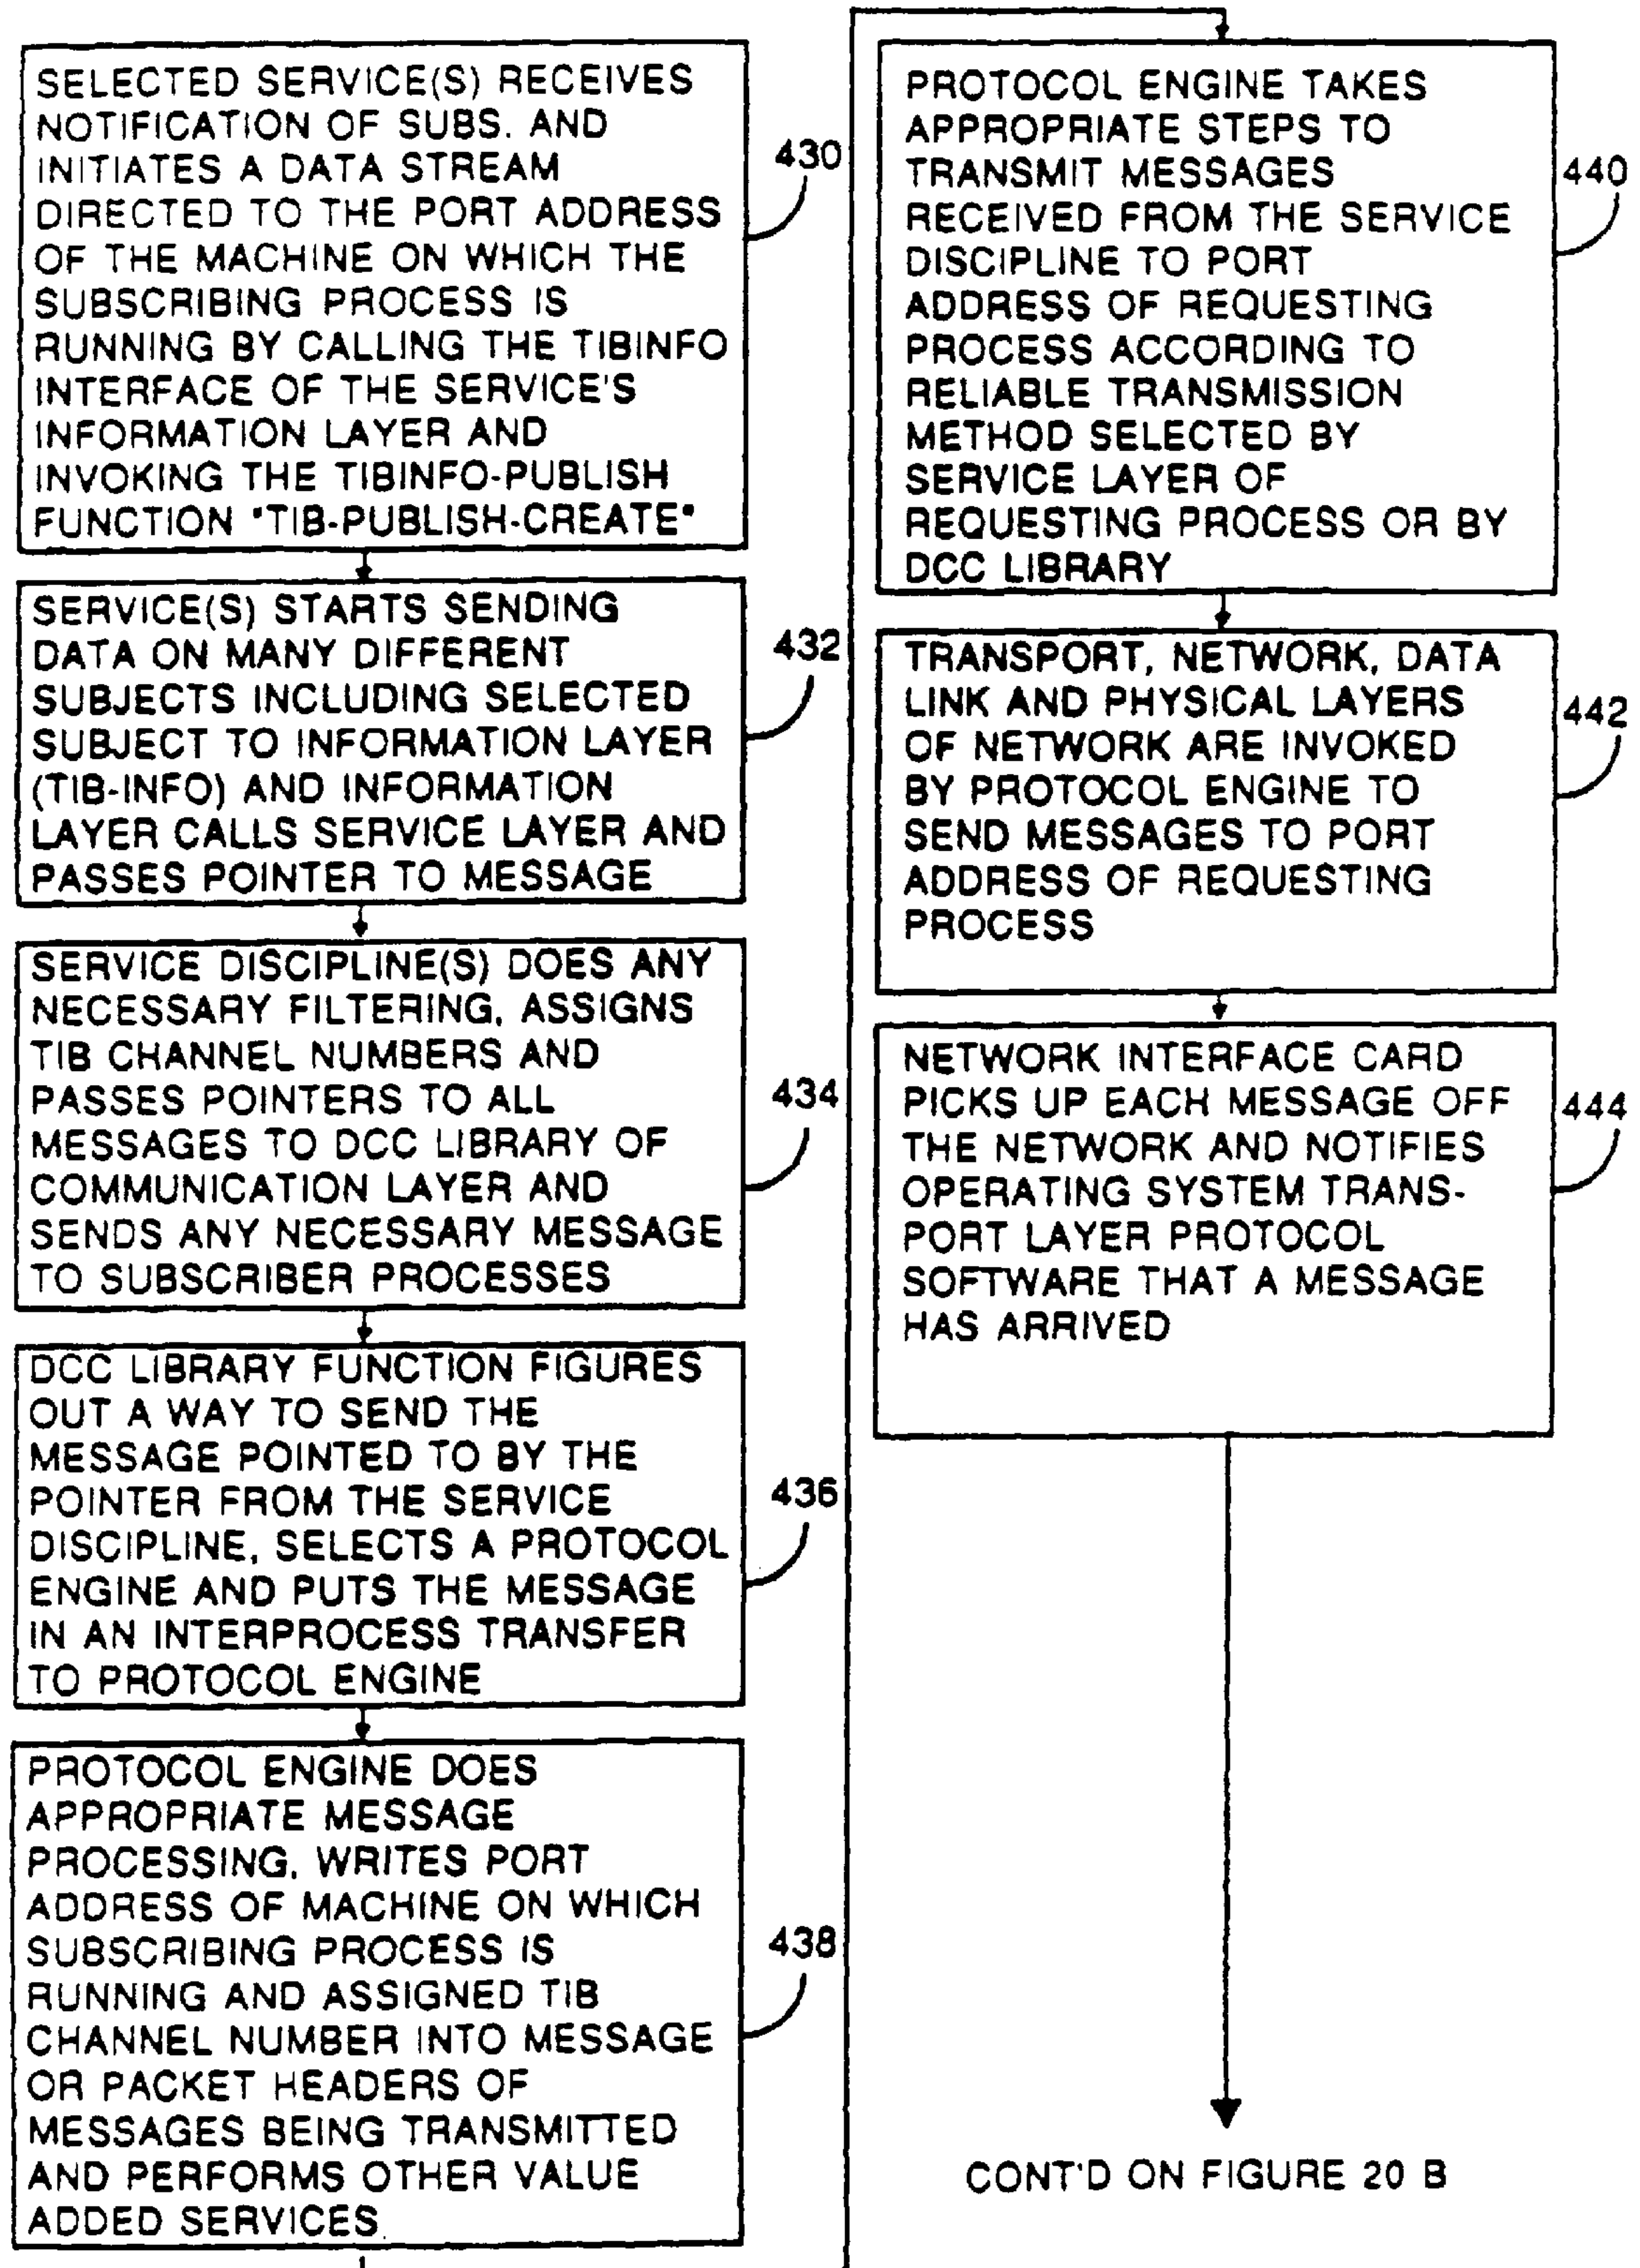 SELECTED SERVICE(S) RECEIVES
NOTIFICATION OF SUBS. AND
INITIATES A DATA STREAM
DIRECTED TO THE PORT ADDRESS
OF THE MACHINE ON WHICH THE
SUBSCRIBING PROCESS IS
RUNNING BY CALLING THE TIBINFO
INTERFACE OF THE SERVICE'S
INFORMATION LAYER AND
INVOKING THE TIBINFO-PUBLISH
FUNCTION "TIB-PUBLISH-CREATE"
430
SERVICE(S) STARTS SENDING
DATA ON MANY DIFFERENT
SUBJECTS INCLUDING SELECTED
SUBJECT TO INFORMATION LAYER
(TIB-INFO) AND INFORMATION
LAYER CALLS SERVICE LAYER AND
PASSES POINTER TO MESSAGE
432
SERVICE DISCIPLINE(S) DOES ANY
NECESSARY FILTERING, ASSIGNS
TIB CHANNEL NUMBERS AND
PASSES POINTERS TO ALL
MESSAGES TO DCC LIBRARY OF
COMMUNICATION LAYER AND
SENDS ANY NECESSARY MESSAGE
TO SUBSCRIBER PROCESSES
434
DCC LIBRARY FUNCTION FIGURES
OUT A WAY TO SEND THE
MESSAGE POINTED TO BY THE
POINTER FROM THE SERVICE
DISCIPLINE, SELECTS A PROTOCOL
ENGINE AND PUTS THE MESSAGE
IN AN INTERPROCESS TRANSFER
TO PROTOCOL ENGINE
436
PROTOCOL ENGINE DOES
APPROPRIATE MESSAGE
PROCESSING, WRITES PORT
ADDRESS OF MACHINE ON WHICH
SUBSCRIBING PROCESS IS
RUNNING AND ASSIGNED TIB
CHANNEL NUMBER INTO MESSAGE
OR PACKET HEADERS OF
MESSAGES BEING TRANSMITTED
AND PERFORMS OTHER VALUE
ADDED SERVICES
438
PROTOCOL ENGINE TAKES
APPROPRIATE STEPS TO
TRANSMIT MESSAGES
RECEIVED FROM THE SERVICE
DISCIPLINE TO PORT
ADDRESS OF REQUESTING
PROCESS ACCORDING TO
RELIABLE TRANSMISSION
METHOD SELECTED BY
SERVICE LAYER OF
REQUESTING PROCESS OR BY
DCC LIBRARY
440
TRANSPORT, NETWORK, DATA
LINK AND PHYSICAL LAYERS
OF NETWORK ARE INVOKED
BY PROTOCOL ENGINE TO
SEND MESSAGES TO PORT
ADDRESS OF REQUESTING
PROCESS
442
NETWORK INTERFACE CARD
PICKS UP EACH MESSAGE OFF
THE NETWORK AND NOTIFIES
OPERATING SYSTEM TRANS-
PORT LAYER PROTOCOL
SOFTWARE THAT A MESSAGE
HAS ARRIVED
444
CONT'D ON FIGURE 20 B